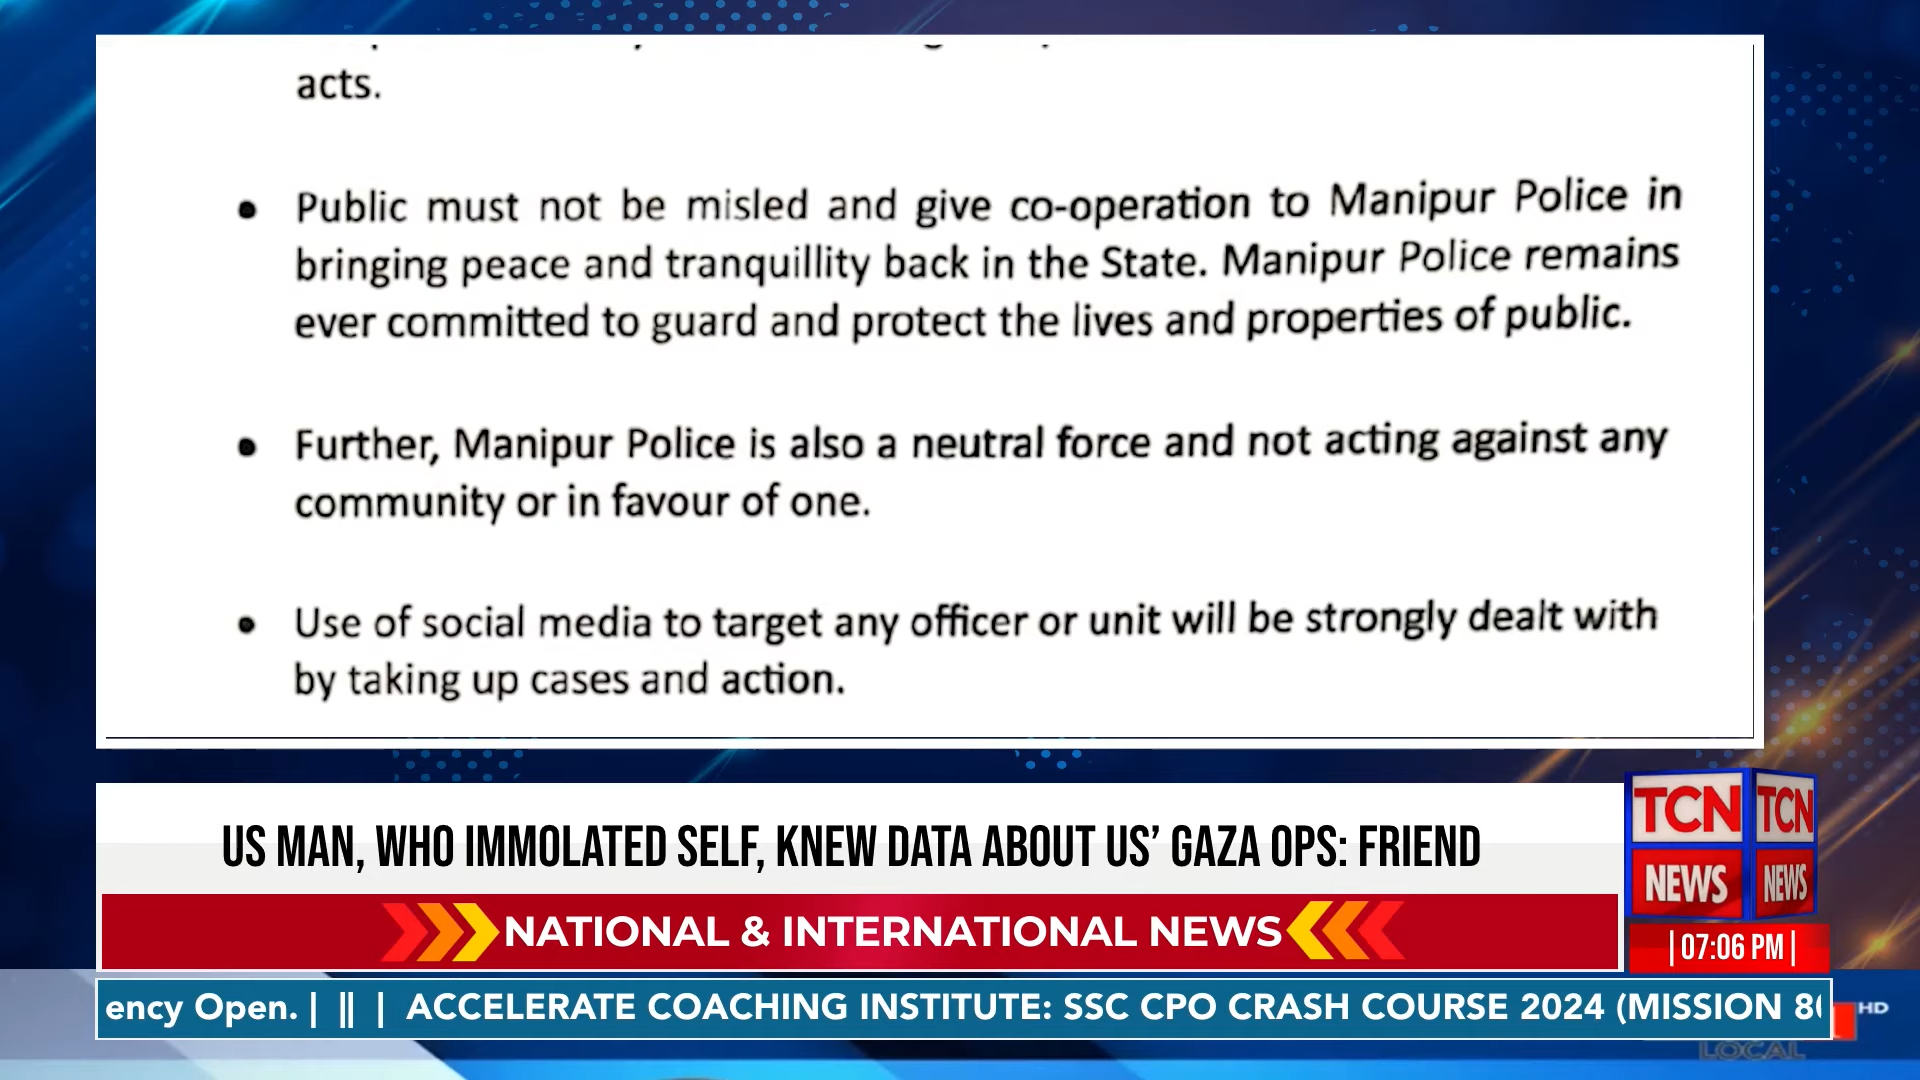 acts.
• Public must not be misled and give co-operation to Manipur Police in
bringing peace and tranquillity back in the State. Manipur Police remains
ever committed to guard and protect the lives and properties of public.
• Further, Manipur Police is also a neutral force and not acting against any
community or in favour of one.
• Use of social media to target any officer or unit will be strongly dealt with
by taking up cases and action.
US MAN, WHO IMMOLATED SELF, KNEW DATA ABOUT US’ GAZA OPS: FRIEND
TCN TCN
NEWS NEWS
NATIONAL & INTERNATIONAL NEWS
|07:06 PM|
ency Open. | || | ACCELERATE COACHING INSTITUTE: SSC CPO CRASH COURSE 2024 (MISSION
HD
LOCAL